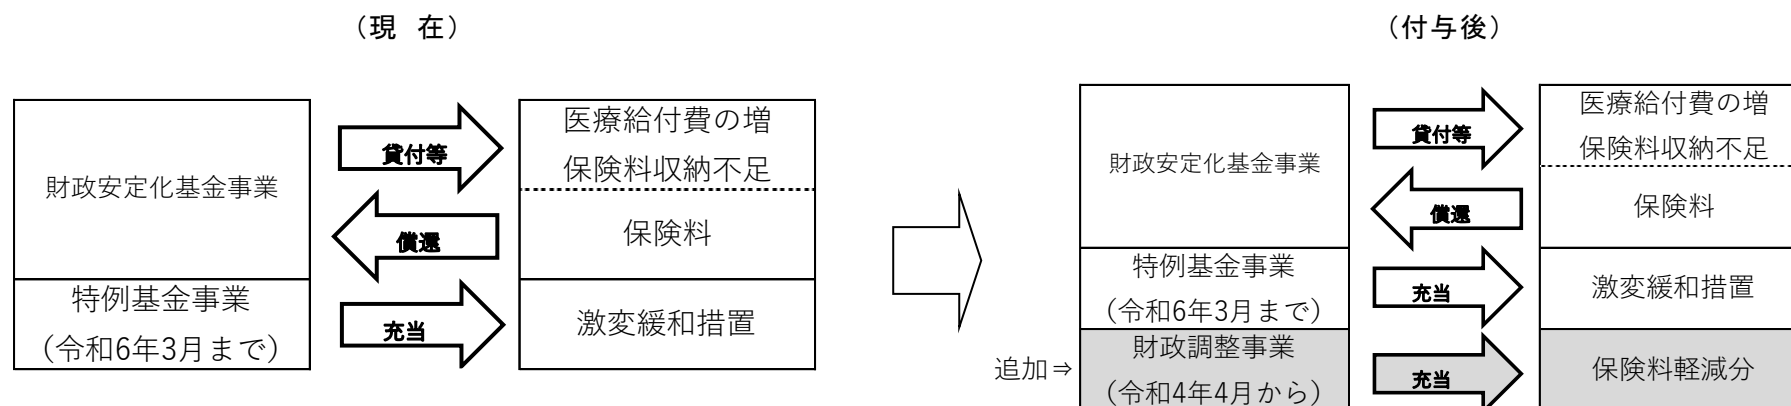 （現　在）
財政安定化基金事業
特例基金事業
（令和6年3月まで）
貸付等
償還
充当
医療給付費の増
保険料収納不足
保険料
激変緩和措置
（付与後）
財政安定化基金事業
特例基金事業
（令和6年3月まで）
追加⇒
財政調整事業
（令和4年4月から）
貸付等
償還
充当
充当
医療給付費の増
保険料収納不足
保険料
激変緩和措置
保険料軽減分